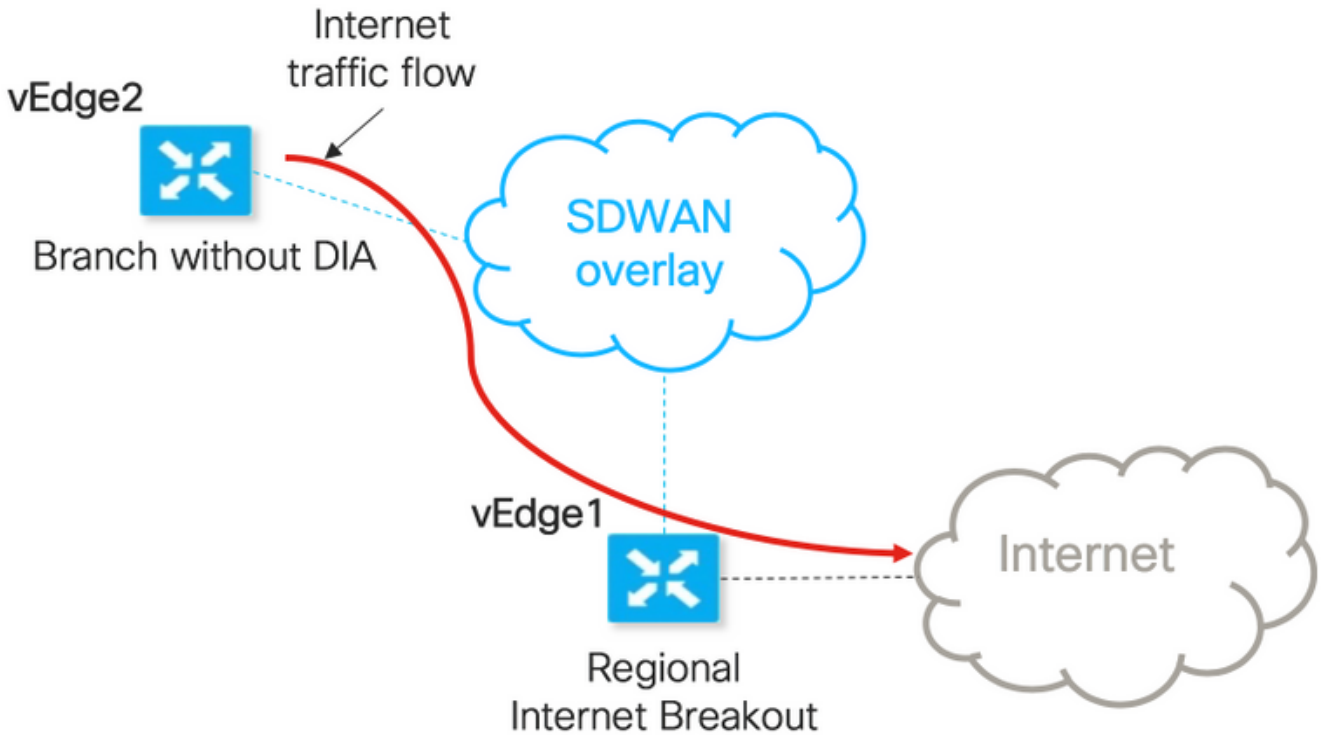 Internet
traffic flow
vEdge2
Branch without DIA
SDWAN
overlay
vEdge1
Internet
Regional
Internet Breakout